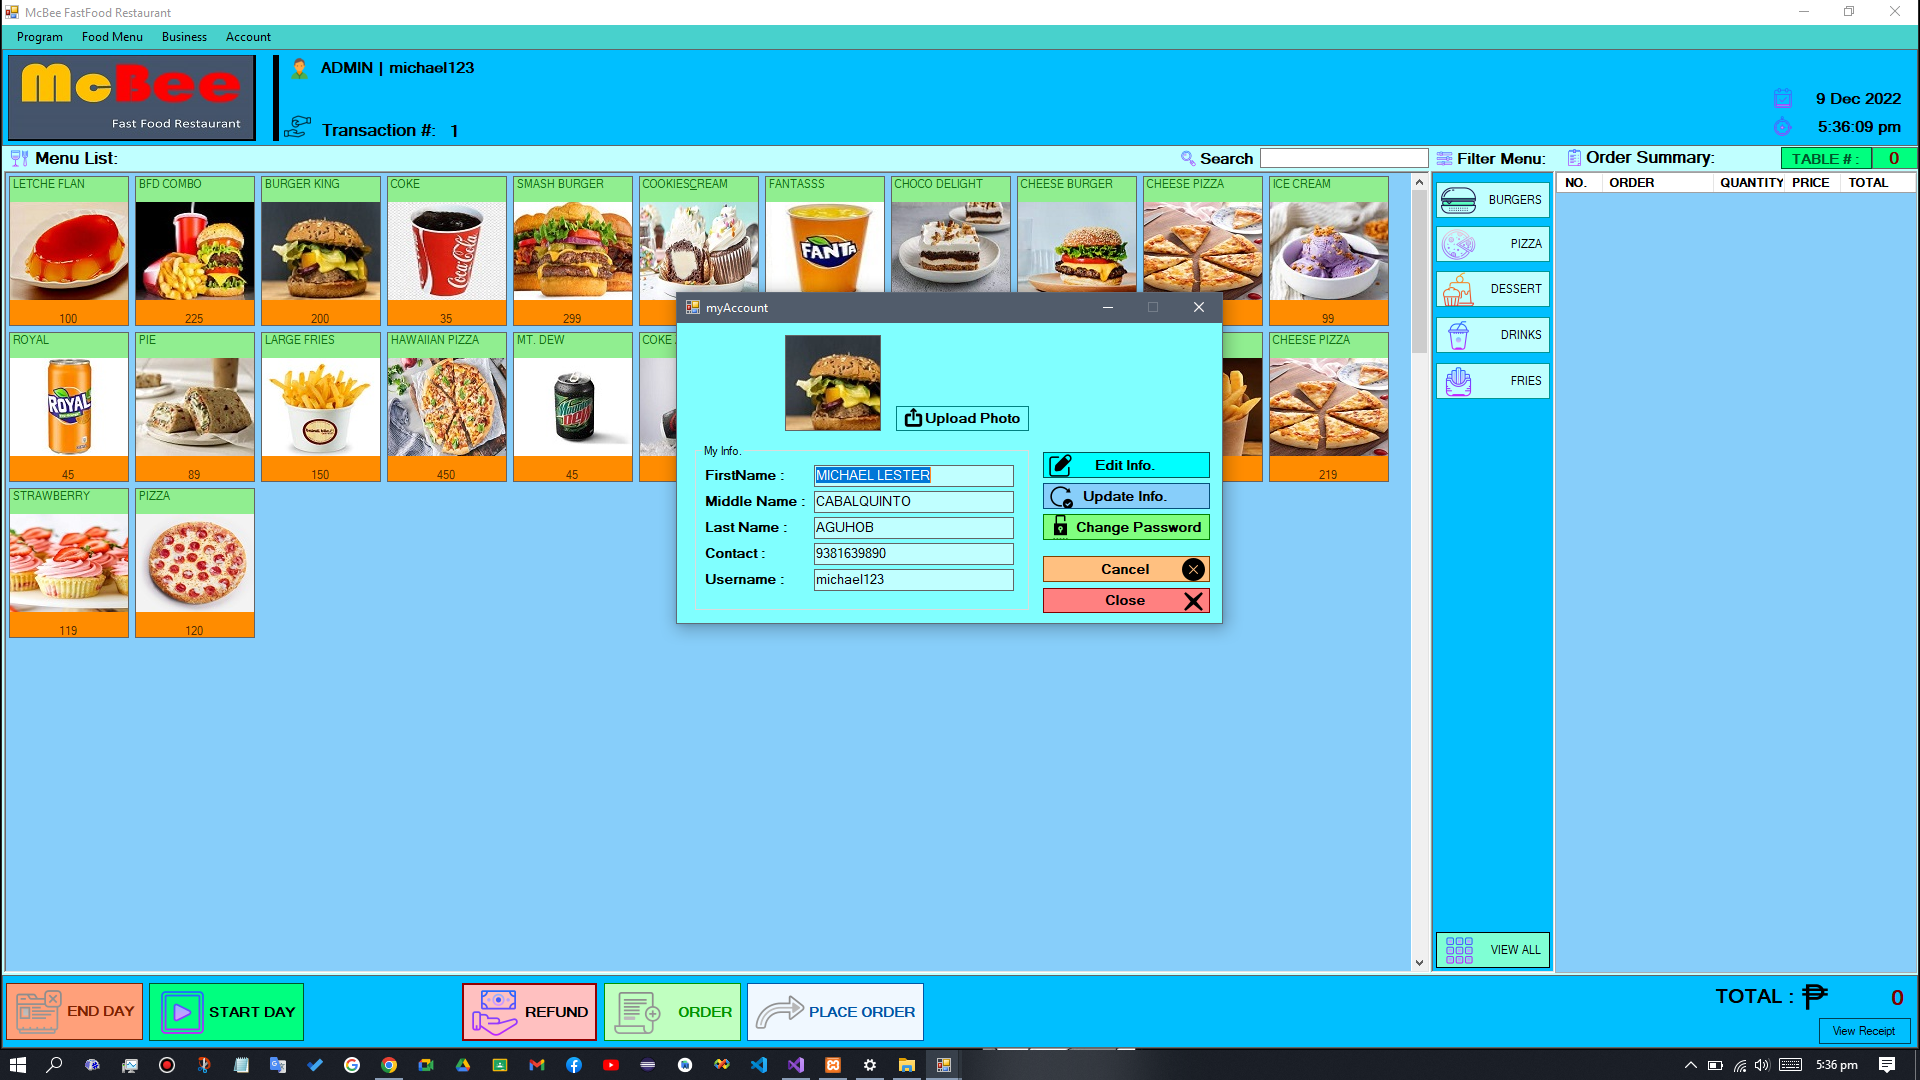 McBee FastFood Restaurant
Program Food Menu Business Account
McBee
Fast Food Restaurant
ADMIN | michael123
Transaction #: 1
9 Dec 2022
5:36:09 pm
Menu List:
Search
Filter Menu:
Order Summary:
TABLE # : 0
LETCHE FLAN BFD COMBO BURGER KING COKE SMASH BURGER COOKIESCREAM FANTASSS CHOCO DELIGHT CHEESE BURGER CHEESE PIZZA ICE CREAM
Coca-Cola
FANTA
100 225 200 35 299 99
ROYAL PIE LARGE FRIES HAWAIIAN PIZZA MT. DEW COKE CHEESE PIZZA
ROYAL
45 89 150 450 45 219
STRAWBERRY PIZZA
119 120
myAccount
Upload Photo
My Info.
FirstName : MICHAEL LESTER
Middle Name : CABALQUINTO
Last Name : AGUHOB
Contact : 9381639890
Username : michael123
Edit Info.
Update Info.
Change Password
Cancel
Close
BURGERS
PIZZA
DESSERT
DRINKS
FRIES
VIEW ALL
NO. ORDER QUANTITY PRICE TOTAL
END DAY START DAY REFUND ORDER PLACE ORDER
TOTAL : ₱ 0
View Receipt
5:36 pm